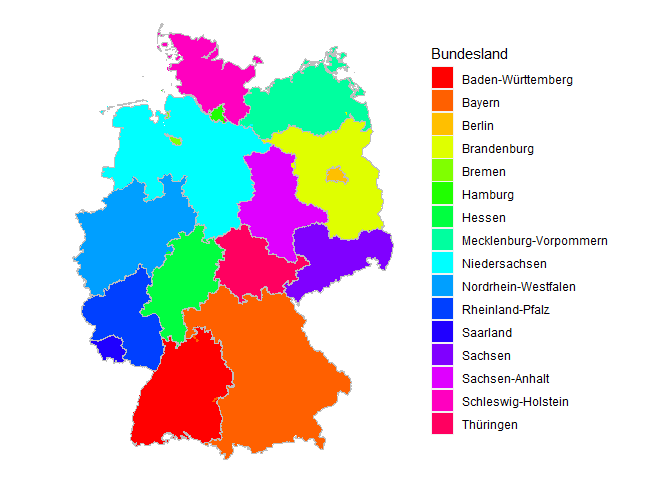 Bundesland
Baden-Württemberg
Bayern
Berlin
Brandenburg
Bremen
Hamburg
Hessen
Mecklenburg-Vorpommern
Niedersachsen
Nordrhein-Westfalen
Rheinland-Pfalz
Saarland
Sachsen
Sachsen-Anhalt
Schleswig-Holstein
Thüringen